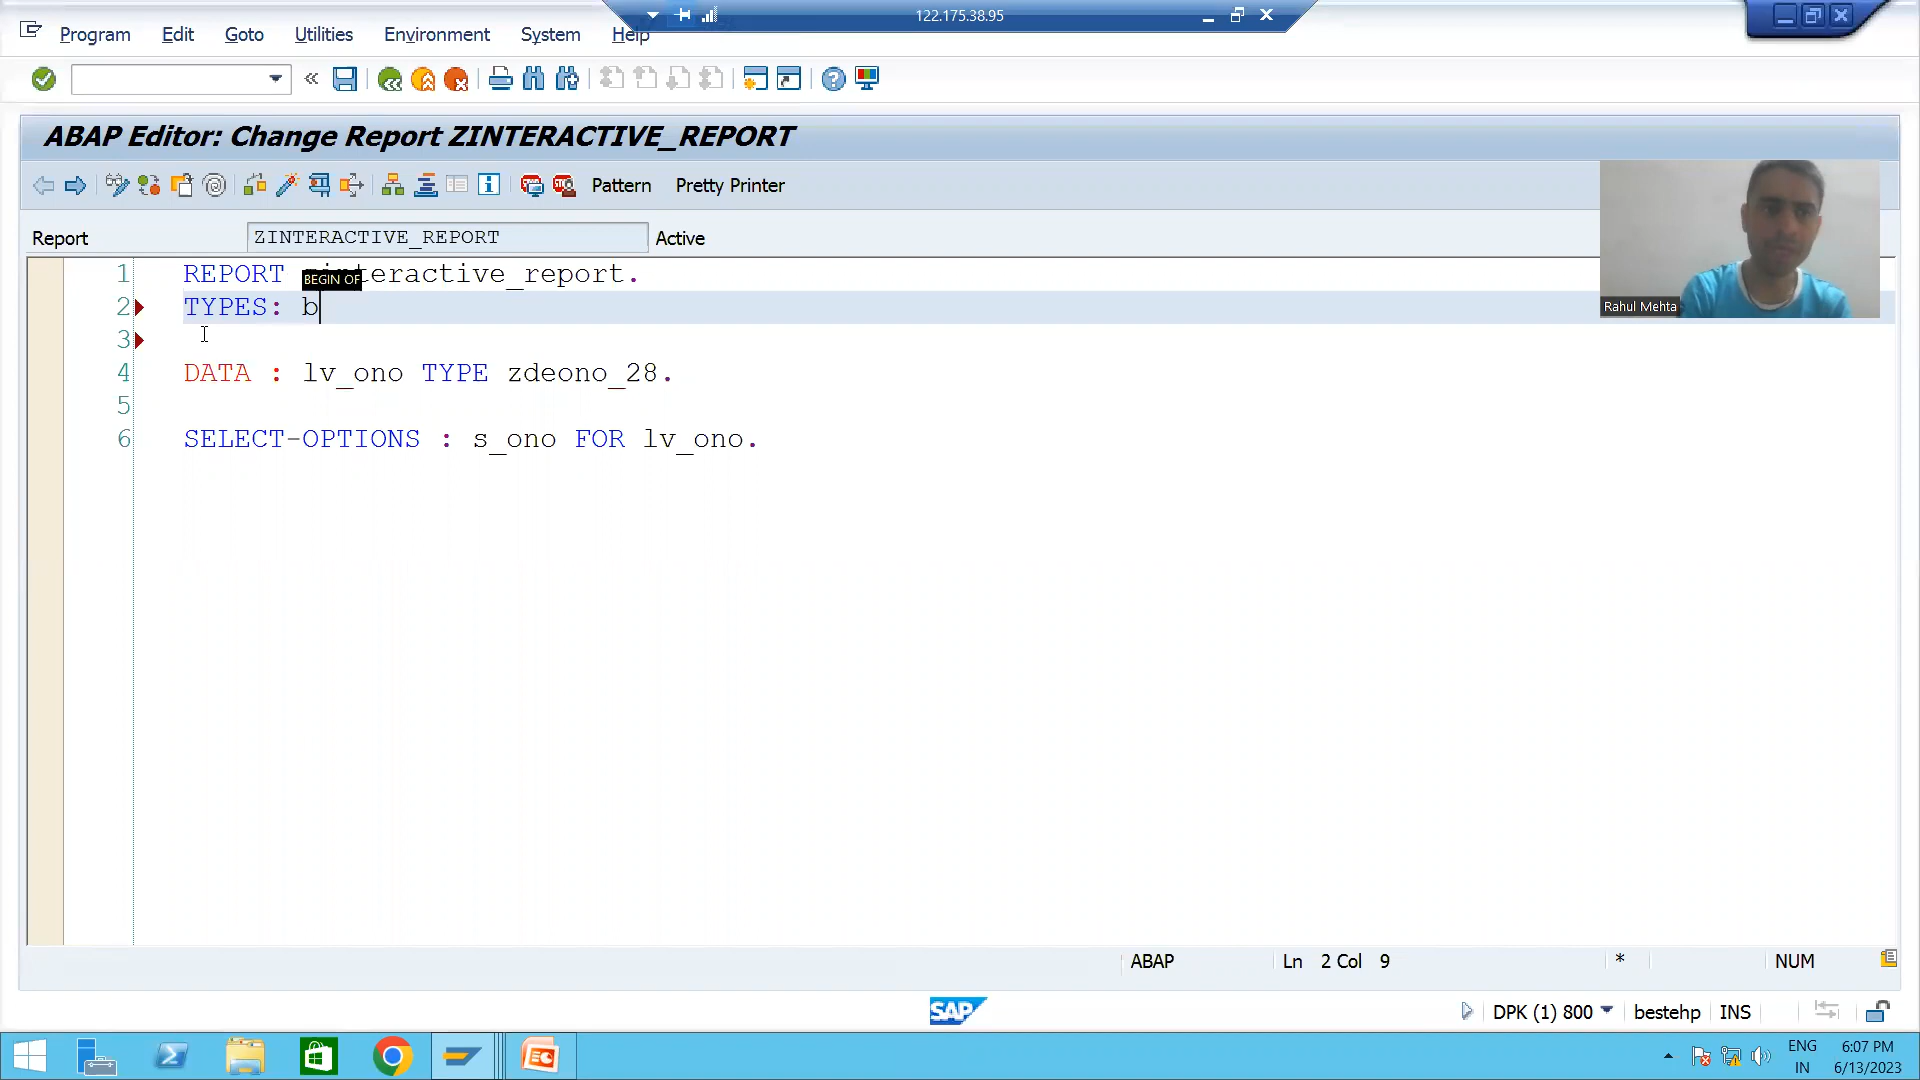 122.175.38.95
Program Edit Goto Utilities Environment System Help
ABAP Editor: Change Report ZINTERACTIVE_REPORT
Pattern Pretty Printer
Report ZINTERACTIVE_REPORT Active
1 REPORT interactive_report.
BEGIN OF
2 TYPES: b
3
4 DATA : lv_ono TYPE zdeono_28.
5
6 SELECT-OPTIONS : s_ono FOR lv_ono.
Rahul Mehta
ABAP Ln 2 Col 9 * NUM
SAP DPK (1) 800 bestehp INS
ENG 6:07 PM
IN 6/13/2023